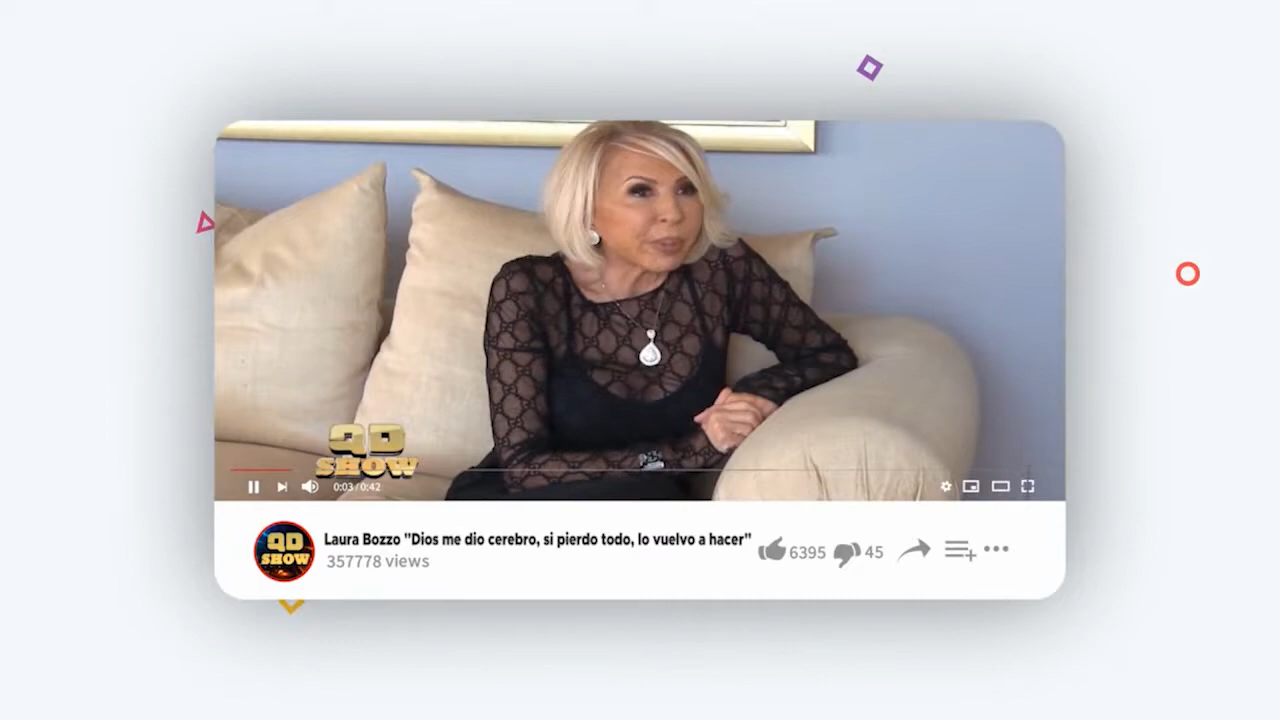 QD
SHOW
0:03 / 0:42
QD
SHOW
Laura Bozzo "Dios me dio cerebro, si pierdo todo, lo vuelvo a hacer"
357778 views
6395
45